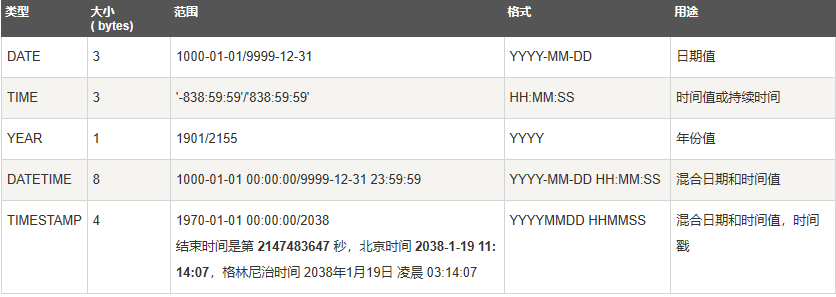 类型 大小 范围 格式 用途
( bytes)
DATE 3 1000-01-01/9999-12-31 YYYY-MM-DD 日期值
TIME 3 '-838:59:59'/'838:59:59' HH:MM:SS 时间值或持续时间
YEAR 1 1901/2155 YYYY 年份值
DATETIME 8 1000-01-01 00:00:00/9999-12-31 23:59:59 YYYY-MM-DD HH:MM:SS 混合日期和时间值
TIMESTAMP 4 1970-01-01 00:00:00/2038 YYYYMMDD HHMMSS 混合日期和时间值，时间
结束时间是第 2147483647 秒，北京时间 2038-1-19 11: 戳
14:07，格林尼治时间 2038年1月19日 凌晨 03:14:07